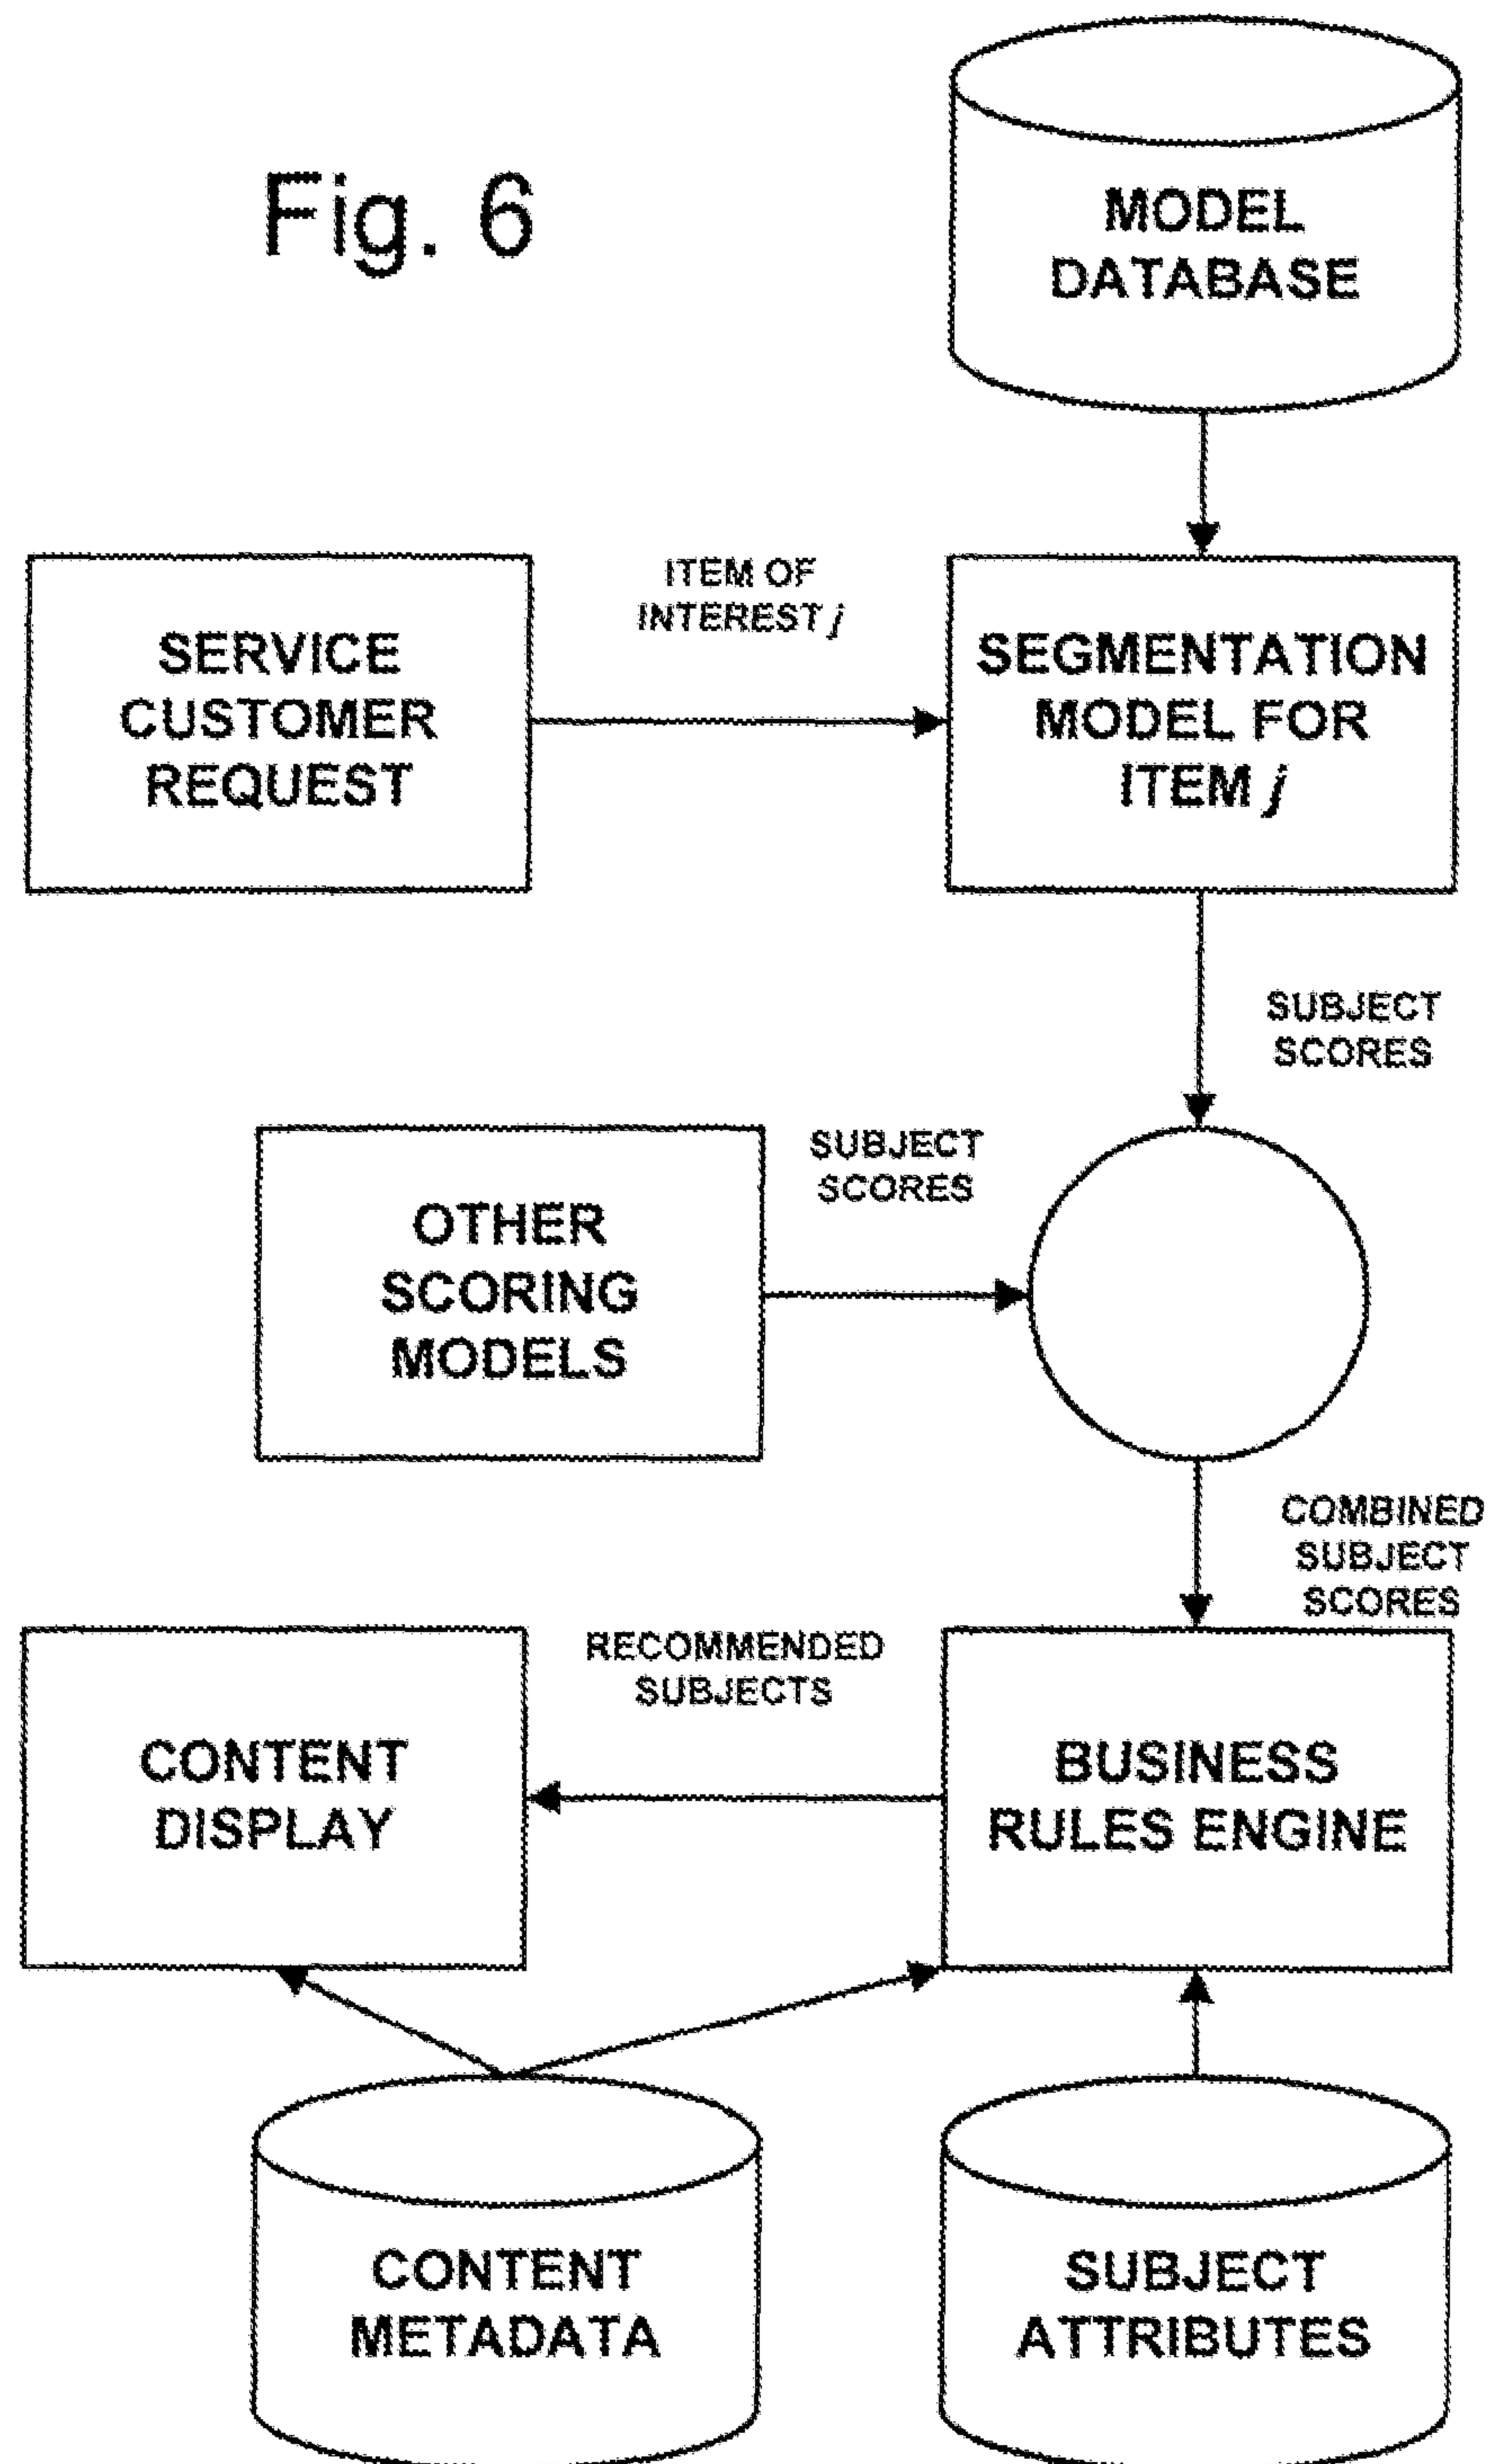 Fig. 6
MODEL
DATABASE
SERVICE
CUSTOMER
REQUEST
ITEM OF
INTEREST j
SEGMENTATION
MODEL FOR
ITEM j
SUBJECT
SCORES
OTHER
SCORING
MODELS
SUBJECT
SCORES
COMBINED
SUBJECT
SCORES
CONTENT
DISPLAY
RECOMMENDED
SUBJECTS
BUSINESS
RULES ENGINE
CONTENT
METADATA
SUBJECT
ATTRIBUTES